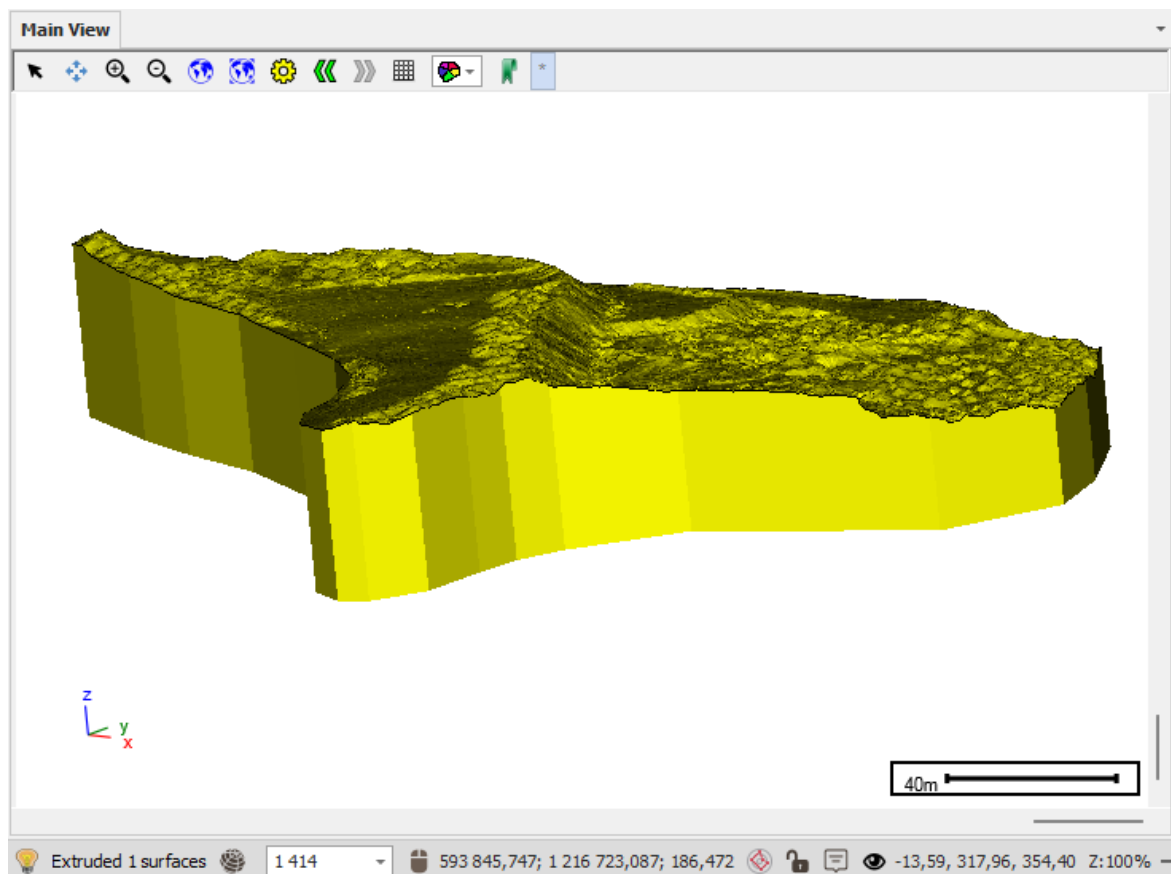 Main View
*
z
y
x
40m
Extruded 1 surfaces 1 414 593 845,747; 1 216 723,087; 186,472 -13,59, 317,96, 354,40 Z:100%